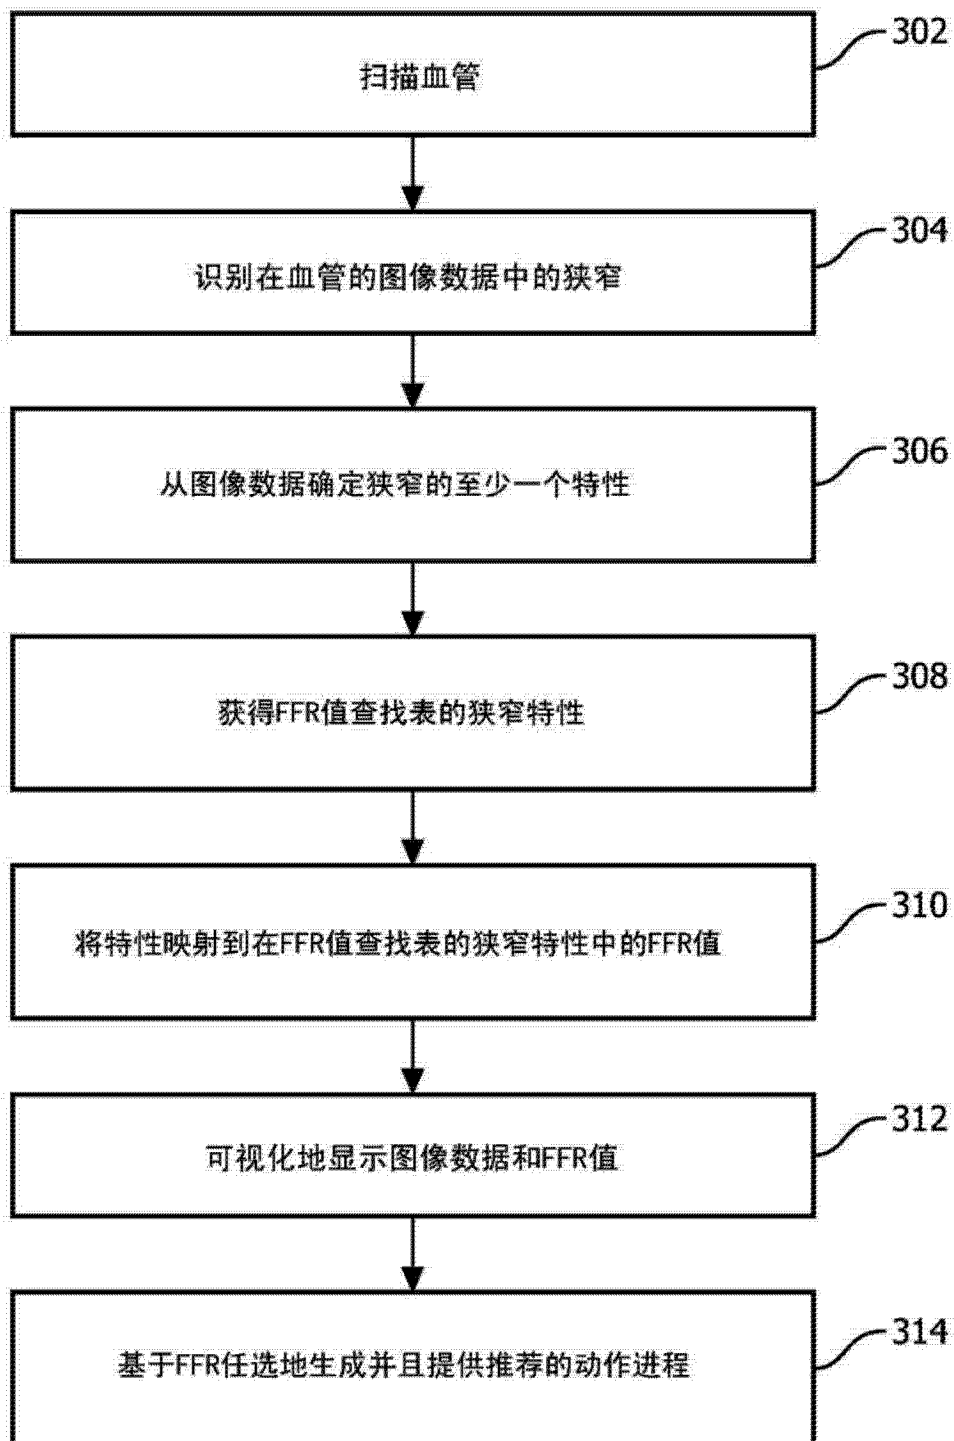 扫描血管
302
识别在血管的图像数据中的狭窄
304
从图像数据确定狭窄的至少一个特性
306
获得FFR值查找表的狭窄特性
308
将特性映射到在FFR值查找表的狭窄特性中的FFR值
310
可视化地显示图像数据和FFR值
312
基于FFR任选地生成并且提供推荐的动作进程
314